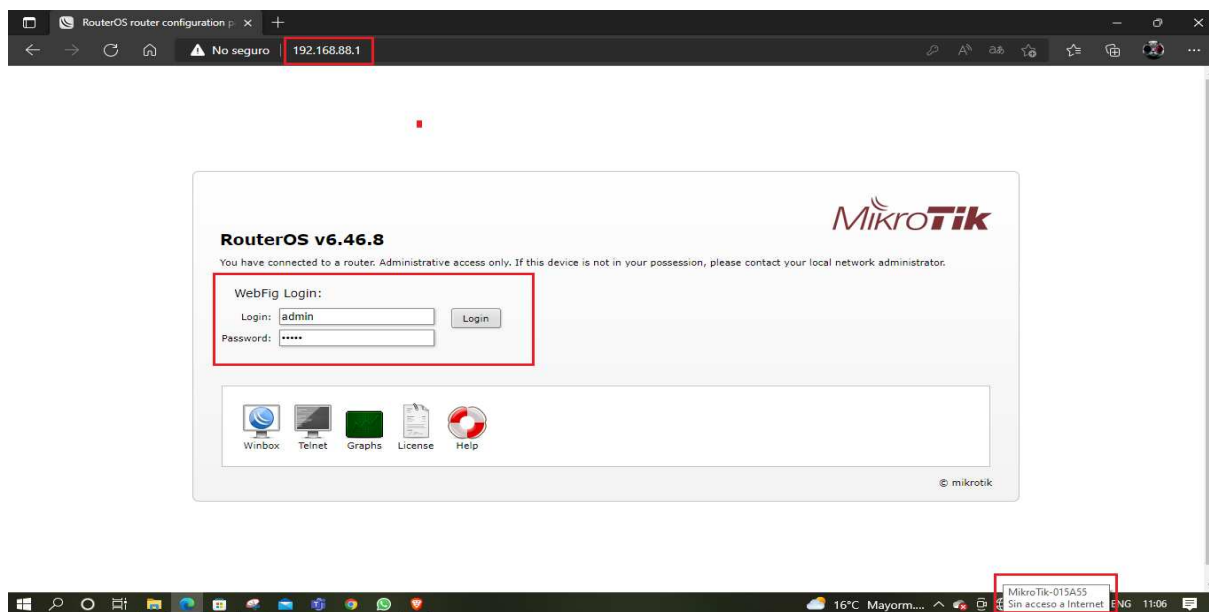 RouterOS router configuration p
No seguro
192.168.88.1
MikroTik
RouterOS v6.46.8
You have connected to a router. Administrative access only. If this device is not in your possession, please contact your local network administrator.
WebFig Login:
Login: admin
Login
Password: •••••
Winbox Telnet Graphs License Help
© mikrotik
MikroTik-015A55
Sin acceso a Internet
16°C Mayorm.... ENG 11:06